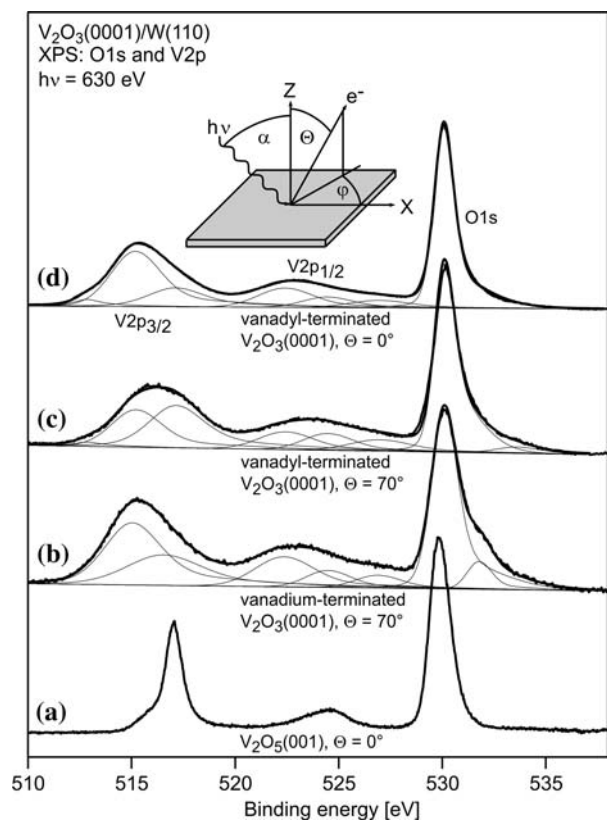 V₂O₃(0001)/W(110)
XPS: O1s and V2p
hν = 630 eV
Z
e⁻
hν
α
Θ
φ
X
O1s
V2p₁/₂
(d)
V2p₃/₂
vanadyl-terminated
V₂O₃(0001), Θ = 0°
(c)
vanadyl-terminated
V₂O₃(0001), Θ = 70°
(b)
vanadium-terminated
V₂O₃(0001), Θ = 70°
(a)
V₂O₅(001), Θ = 0°
510 515 520 525 530 535
Binding energy [eV]